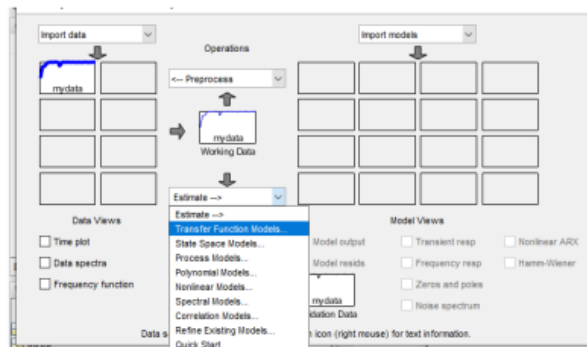 Import data
Import models
Operations
<-- Preprocess
mydata
mydata
Working Data
Estimate -->
Estimate -->
Transfer Function Models...
State Space Models...
Process Models...
Polynomial Models...
Nonlinear Models...
Spectral Models...
Correlation Models...
Refine Existing Models...
Quick Start
Data Views
Time plot
Data spectra
Frequency function
Model Views
Model output
Transient resp
Nonlinear ARX
Model resids
Frequency resp
Hamm-Wiener
Zeros and poles
Noise spectrum
mydata
idation Data
Data s
icon (right mouse) for text information.